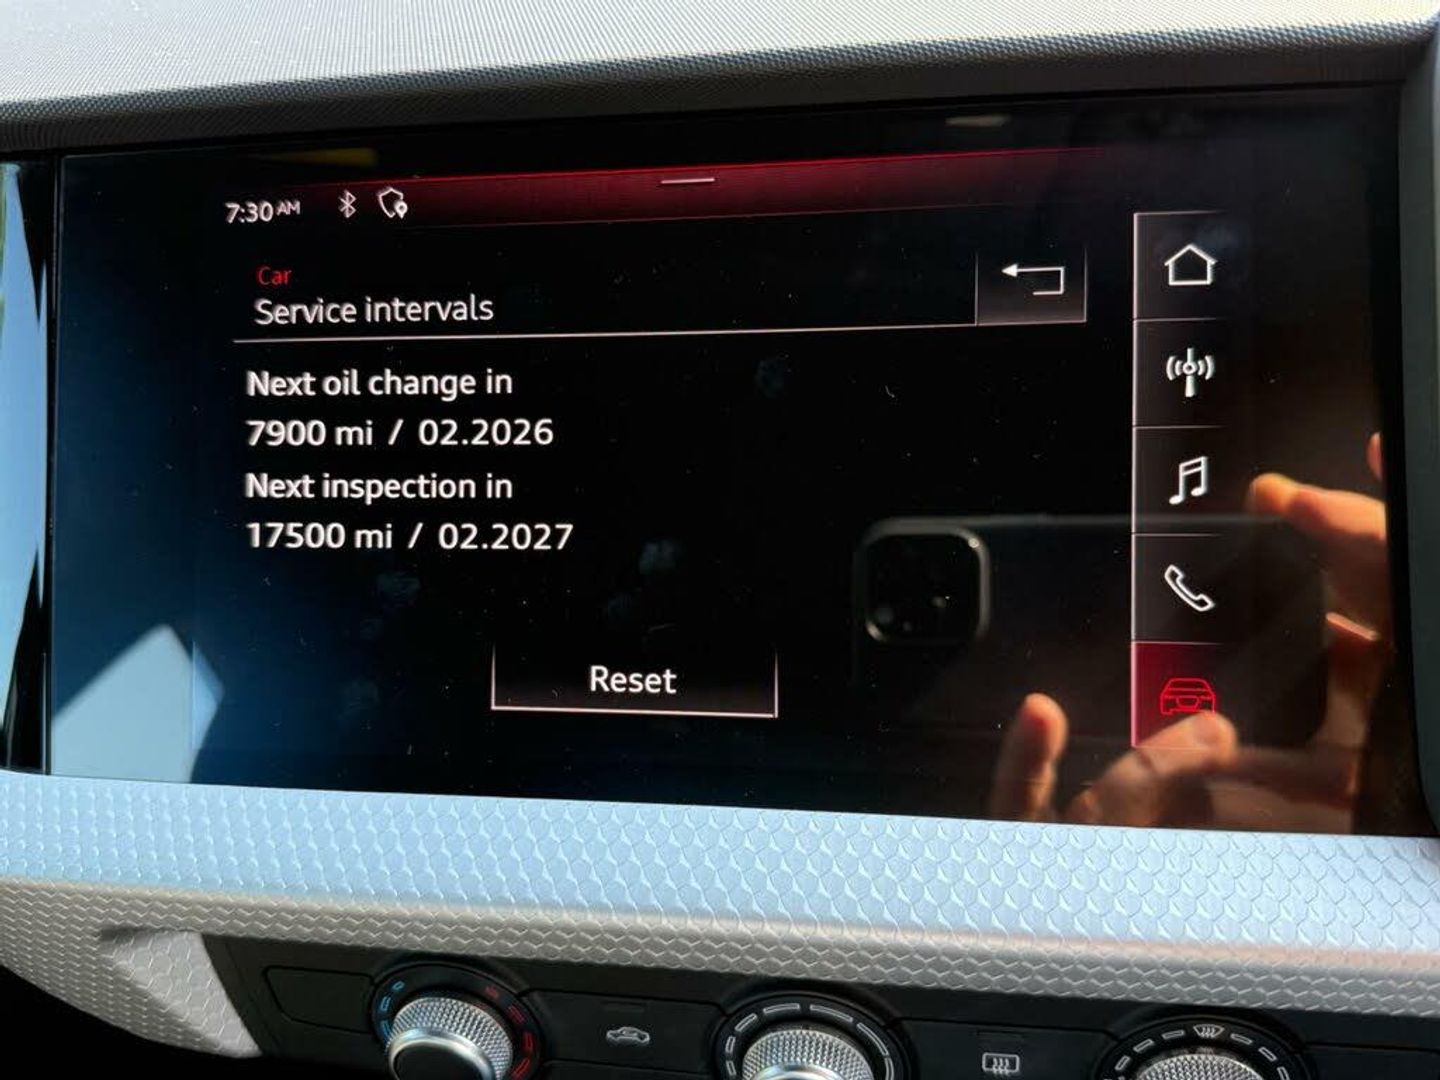 7:30 AM
Car
Service intervals
Next oil change in
7900 mi / 02.2026
Next inspection in
17500 mi / 02.2027
Reset